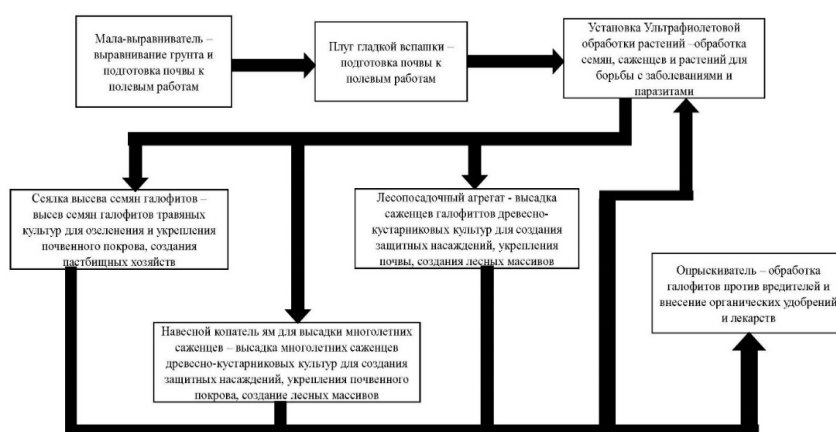 Мала-выравниватель –
выравнивание грунта и
подготовка почвы к
полевым работам
Плуг гладкой вспашки –
подготовка почвы к
полевым работам
Установка Ультрафиолетовой
обработки растений –обработка
семян, саженцев и растений для
борьбы с заболеваниями и
паразитами
Сеялка высева семян галофитов –
высев семян галофитов травяных
культур для озеленения и укрепления
почвенного покрова, создания
пастбищных хозяйств
Лесопосадочный агрегат - высадка
саженцев галофиттов древесно-
кустарниковых культур для создания
защитных насаждений, укрепления
почвы, создания лесных массивов
Опрыскиватель – обработка
галофитов против вредителей и
внесение органических удобрений
и лекарств
Навесной копатель ям для высадки многолетних
саженцев – высадка многолетних саженцев
древесно-кустарниковых культур для создания
защитных насаждений, укрепления почвенного
покрова, создание лесных массивов